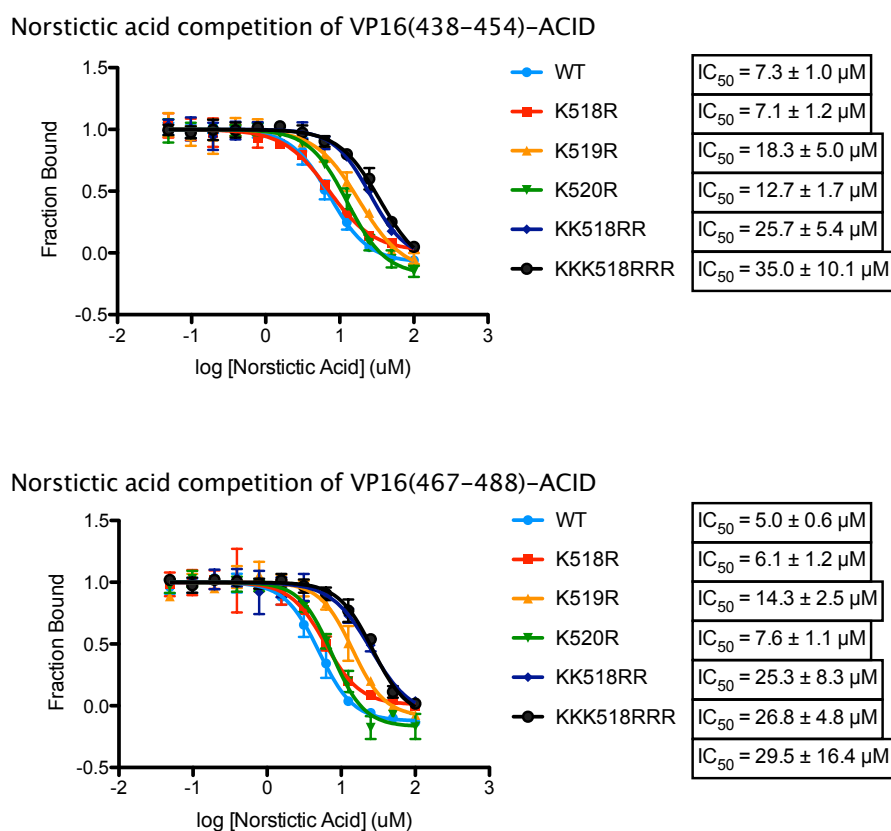 Norstictic acid competition of VP16(438–454)–ACID
1.5
1.0
0.5
0.0
-0.5
Fraction Bound
-2
-1
0
1
2
3
log [Norstictic Acid] (uM)
WT
K518R
K519R
K520R
KK518RR
KKK518RRR
IC50 = 7.3 ± 1.0 µM
IC50 = 7.1 ± 1.2 µM
IC50 = 18.3 ± 5.0 µM
IC50 = 12.7 ± 1.7 µM
IC50 = 25.7 ± 5.4 µM
IC50 = 35.0 ± 10.1 µM
Norstictic acid competition of VP16(467–488)–ACID
1.5
1.0
0.5
0.0
-0.5
Fraction Bound
-2
-1
0
1
2
3
log [Norstictic Acid] (uM)
WT
K518R
K519R
K520R
KK518RR
KKK518RRR
IC50 = 5.0 ± 0.6 µM
IC50 = 6.1 ± 1.2 µM
IC50 = 14.3 ± 2.5 µM
IC50 = 7.6 ± 1.1 µM
IC50 = 25.3 ± 8.3 µM
IC50 = 26.8 ± 4.8 µM
IC50 = 29.5 ± 16.4 µM